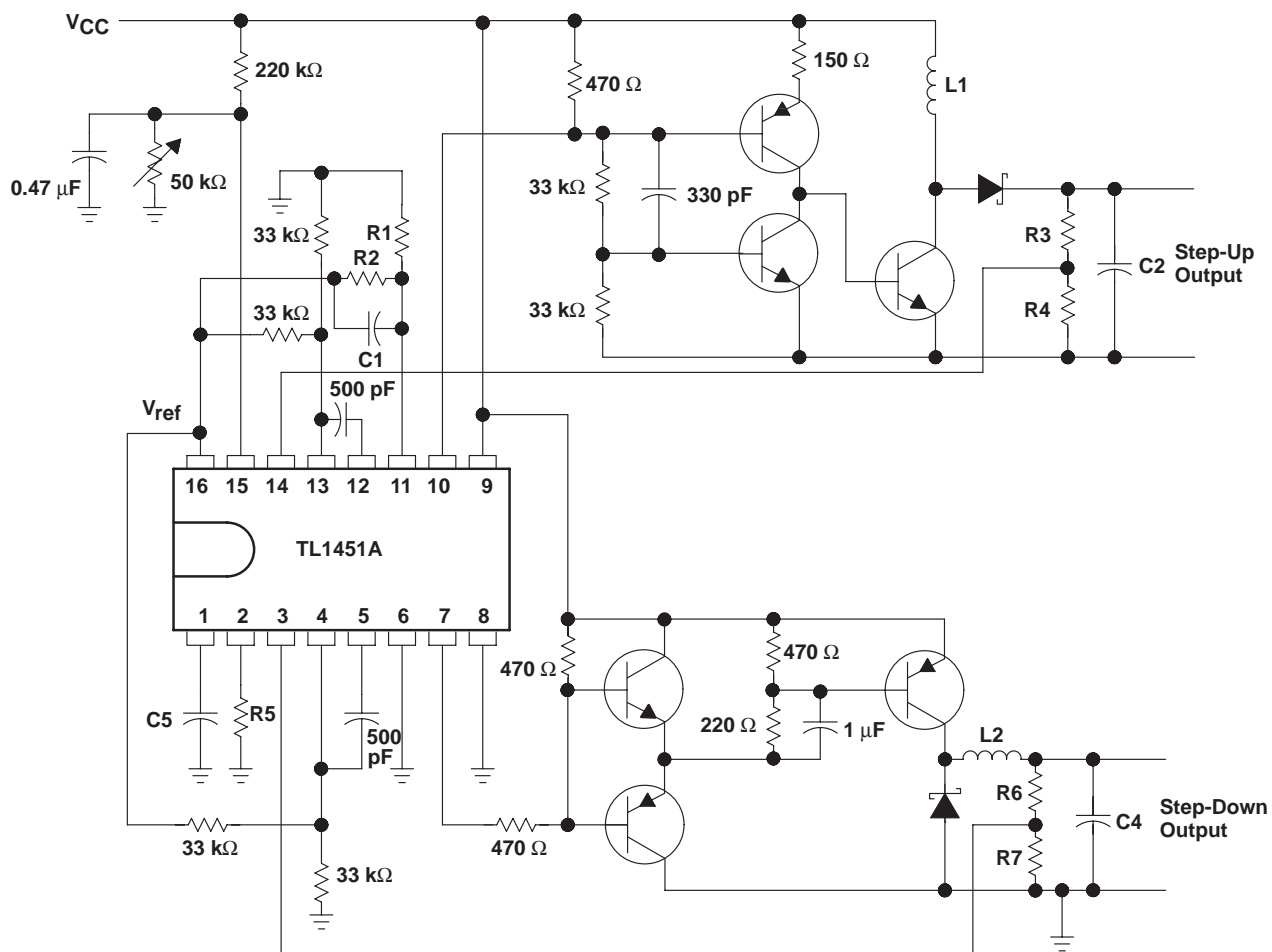 VCC
220 kΩ
470 Ω
150 Ω
L1
0.47 µF
50 kΩ
33 kΩ
330 pF
33 kΩ
R1
R2
R3
C2
Step-Up
Output
33 kΩ
33 kΩ
R4
C1
500 pF
Vref
16 15 14 13 12 11 10 9
TL1451A
1 2 3 4 5 6 7 8
470 Ω
470 Ω
C5
R5
500
pF
220 Ω
1 µF
L2
R6
C4
Step-Down
Output
33 kΩ
470 Ω
R7
33 kΩ